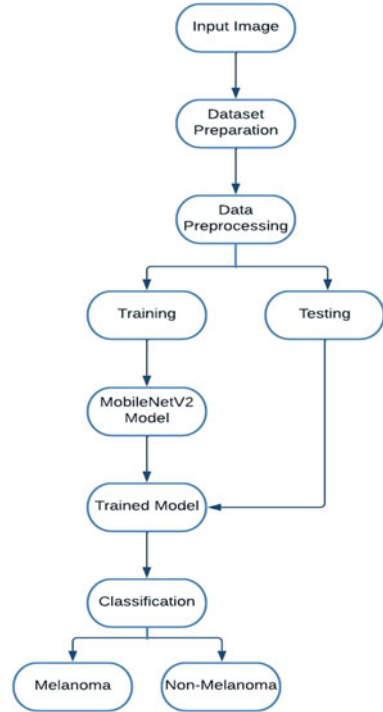 Input Image
Dataset
Preparation
Data
Preprocessing
Training
Testing
MobileNetV2
Model
Trained Model
Classification
Melanoma
Non-Melanoma